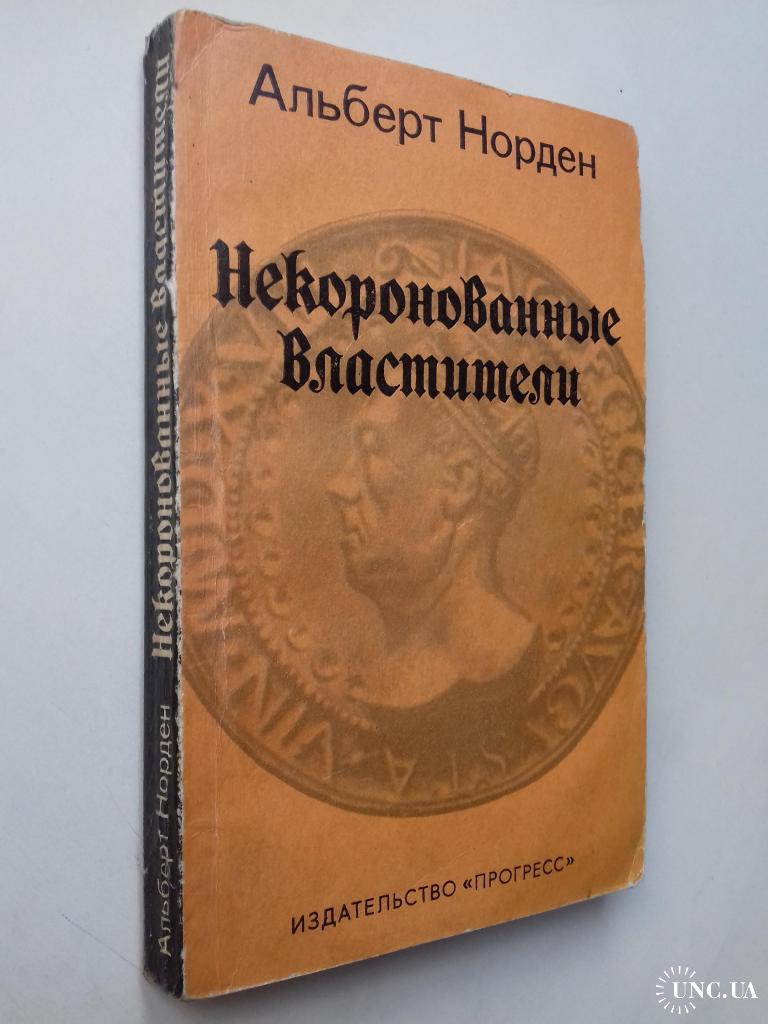 Альберт Норден
Некоронованные
Властители
ИЗДАТЕЛЬСТВО «ПРОГРЕСС»
Альберт Норден Некоронованные Властители
UNC.UA